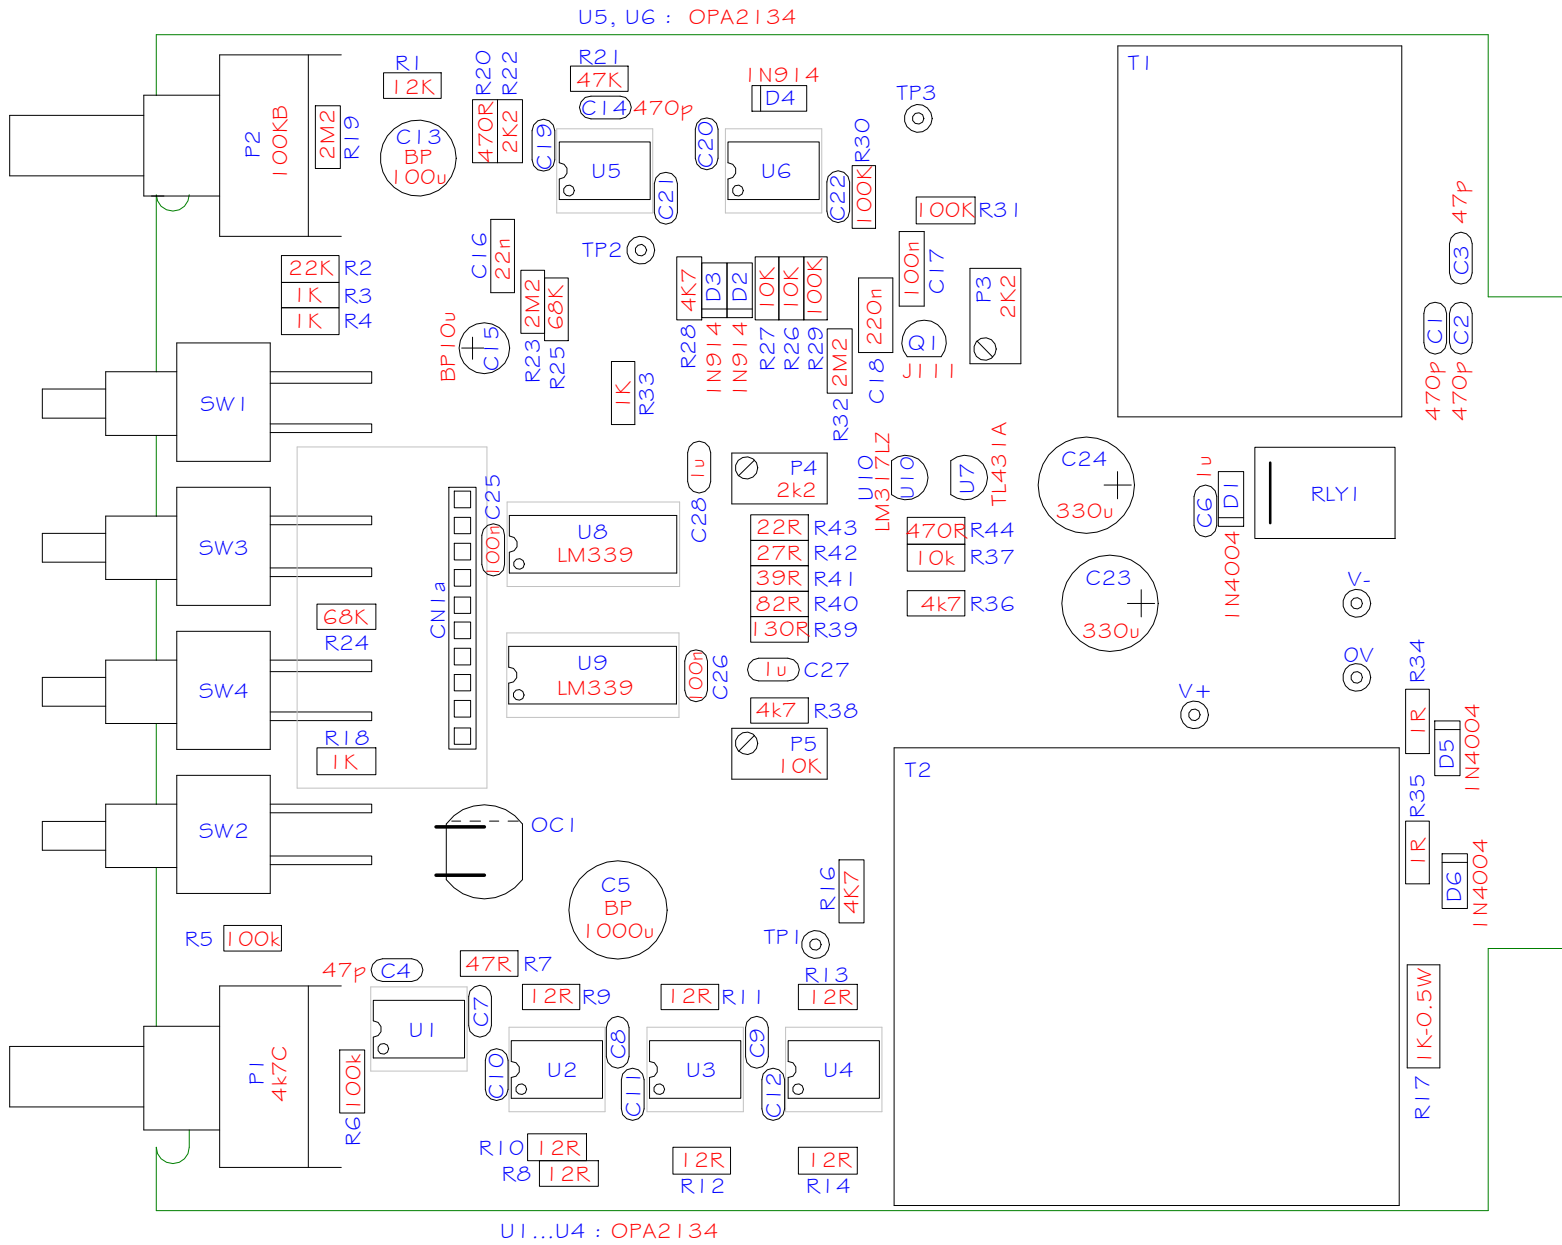 U5, U6 : OPA2134
R1
12K
R20
470R
R22
2K2
R21
47K
C14 470p
1N914
D4
TP3
T1
P2
100KB
2M2
R19
C13
BP
100u
C19
U5
C21
C20
U6
C22
R30
100K
100K R31
47p
C3
C16
22n
TP2
22K R2
1K R3
1K R4
BP10u
C15
2M2
R23
68K
R25
4K7
R28
D3
1N914
D2
1N914
10K
R27
10K
R26
100K
R29
2M2
R32
220n
C18
100n
C17
Q1
J111
P3
2K2
C1
470p
C2
470p
1K
R33
SW1
1u
C28
P4
2k2
U10
LM317LZ
U10
U7
TL431A
C24
330u
1u
C6
D1
1N4004
RLY1
C25
100n
U8
LM339
22R R43
27R R42
39R R41
82R R40
130R R39
470R R44
10k R37
4k7 R36
SW3
CN1a
C23
330u
V-
68K
R24
U9
LM339
100n
C26
1u C27
0V
V+
SW4
4k7 R38
R18
1K
P5
10K
T2
R34
1R
D5
1N4004
SW2
OC1
R35
1R
D6
1N4004
C5
BP
1000u
R16
4K7
TP1
R5 100k
47p C4
47R R7
12R R9
12R R11
R13
12R
1K-0.5W
R17
P1
4k7C
100k
R6
U1
C7
C10
U2
C8
C11
U3
C9
C12
U4
R10 12R
R8 12R
12R
R12
12R
R14
U1...U4 : OPA2134